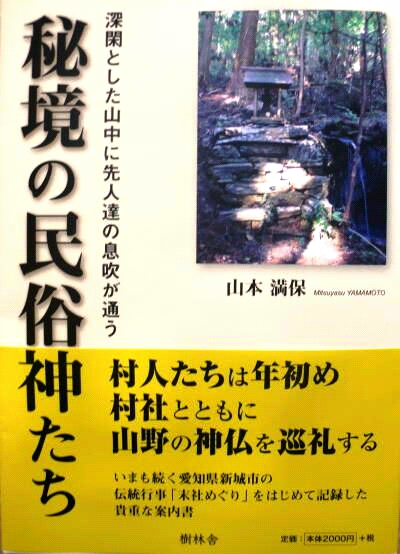 秘境の民俗神たち
深閑とした山中に先人達の息吹が通う
山本 満保 Mitsuyasu YAMAMOTO
村人たちは年初め
村社とともに
山野の神仏を巡礼する
いまも続く愛知県新城市の
伝統行事「末社めぐり」をはじめて記録した
貴重な案内書
樹林舎
定価：本体2000円+税